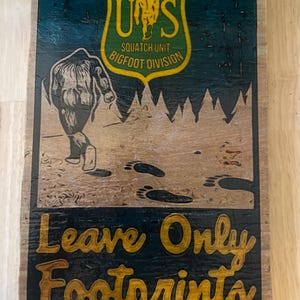 US
SQUATCH UNIT
BIGFOOT DIVISION
Leave Only
Footprints